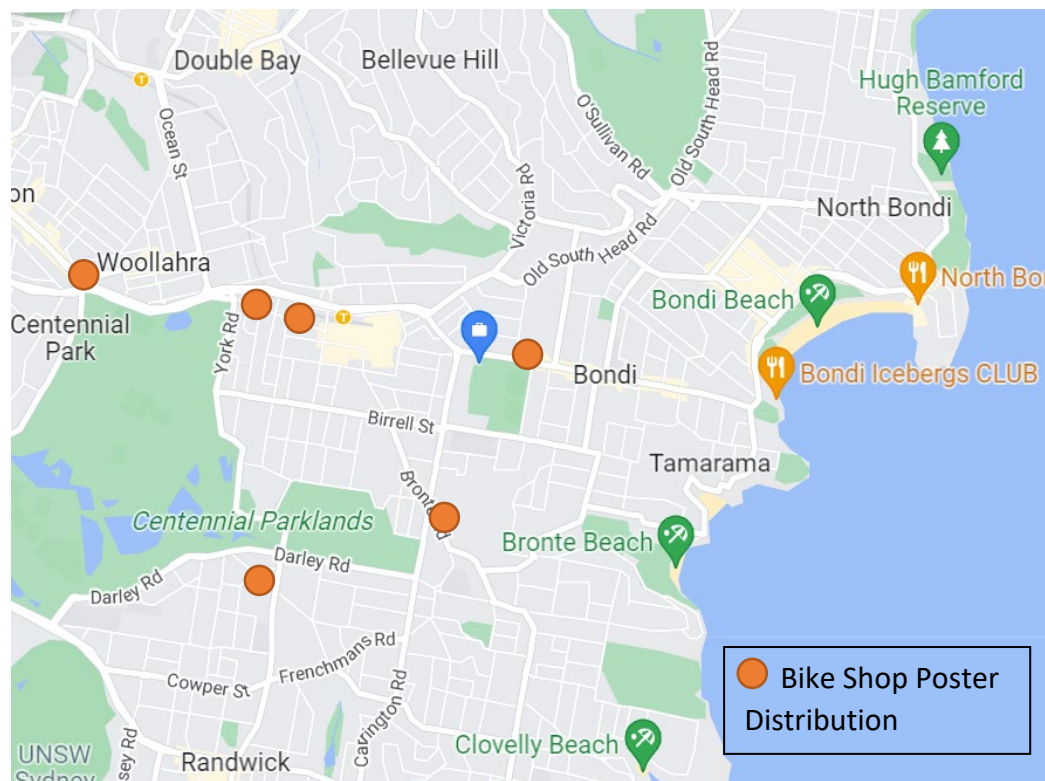 Double Bay
Bellevue Hill
Hugh Bamford
Reserve
Ocean St
O'Sullivan Rd
Old South Head Rd
on
Victoria Rd
North Bondi
Woollahra
Old South Head Rd
Bondi Beach
North Bo
Centennial
Park
York Rd
Bondi
Bondi Icebergs CLUB
Birrell St
Tamarama
Bronte Rd
Centennial Parklands
Bronte Beach
Darley Rd
Darley Rd
Frenchmans Rd
Cowper St
Carrington Rd
Bike Shop Poster
Distribution
Clovelly Beach
UNSW
Sydney
sey Rd
Randwick
T
T